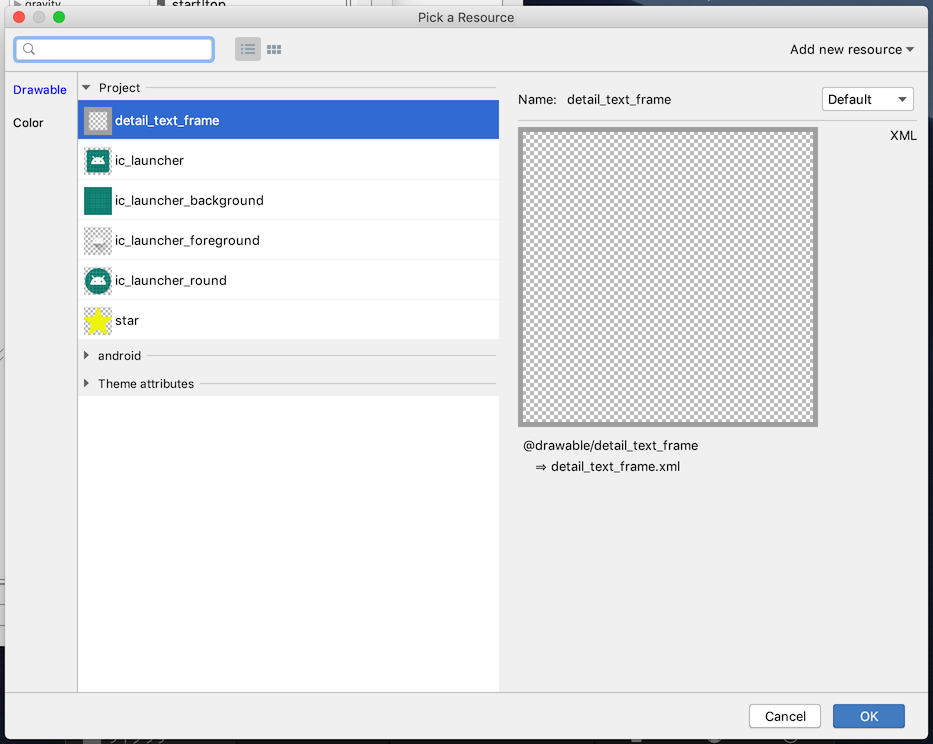 gravity
start|top
Pick a Resource
Add new resource
Drawable
Color
Project
detail_text_frame
ic_launcher
ic_launcher_background
ic_launcher_foreground
ic_launcher_round
star
android
Theme attributes
Name: detail_text_frame
Default
XML
@drawable/detail_text_frame
⇒ detail_text_frame.xml
Cancel
OK